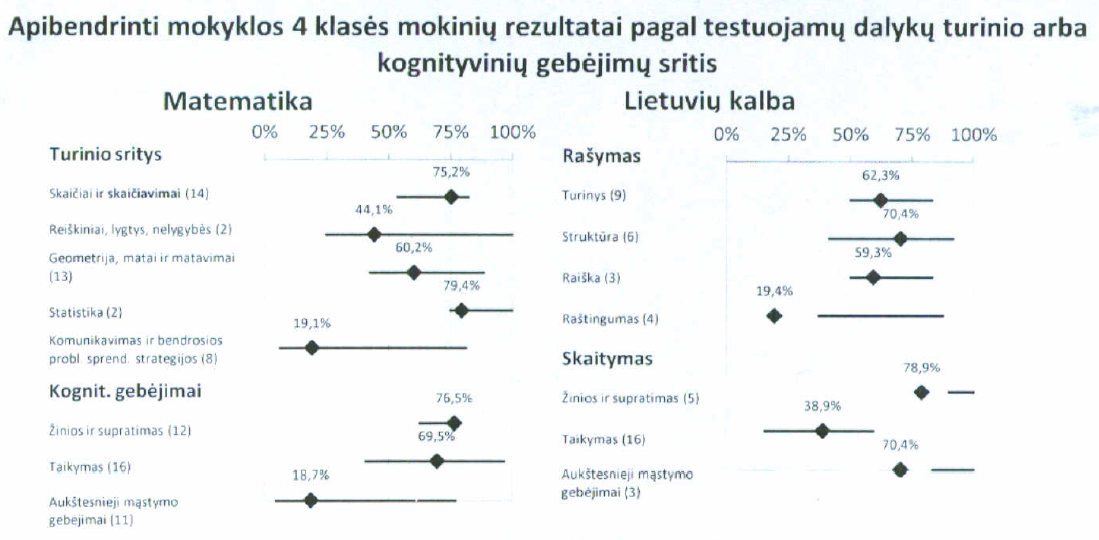 Apibendrinti mokyklos 4 klasės mokinių rezultatai pagal testuojamų dalykų turinio arba
kognityvinių gebėjimų sritis
Matematika
0% 25% 50% 75% 100%
Turinio sritys
Skaičiai ir skaičiavimai (14)
75,2%
Reiškiniai, lygtys, nelygybės (2)
44,1%
Geometrija, matai ir matavimai
(13)
60,2%
Statistika (2)
79,4%
Komunikavimas ir bendrosios
probl. sprend. strategijos (8)
19,1%
Kognit. gebėjimai
Žinios ir supratimas (12)
76,5%
Taikymas (16)
69,5%
Aukštesnieji mąstymo
gebėjimai (11)
18,7%
Lietuvių kalba
0% 25% 50% 75% 100%
Rašymas
Turinys (9)
62,3%
Struktūra (6)
70,4%
Raiška (3)
59,3%
Raštingumas (4)
19,4%
Skaitymas
Žinios ir supratimas (5)
78,9%
Taikymas (16)
38,9%
Aukštesnieji mąstymo
gebėjimai (3)
70,4%